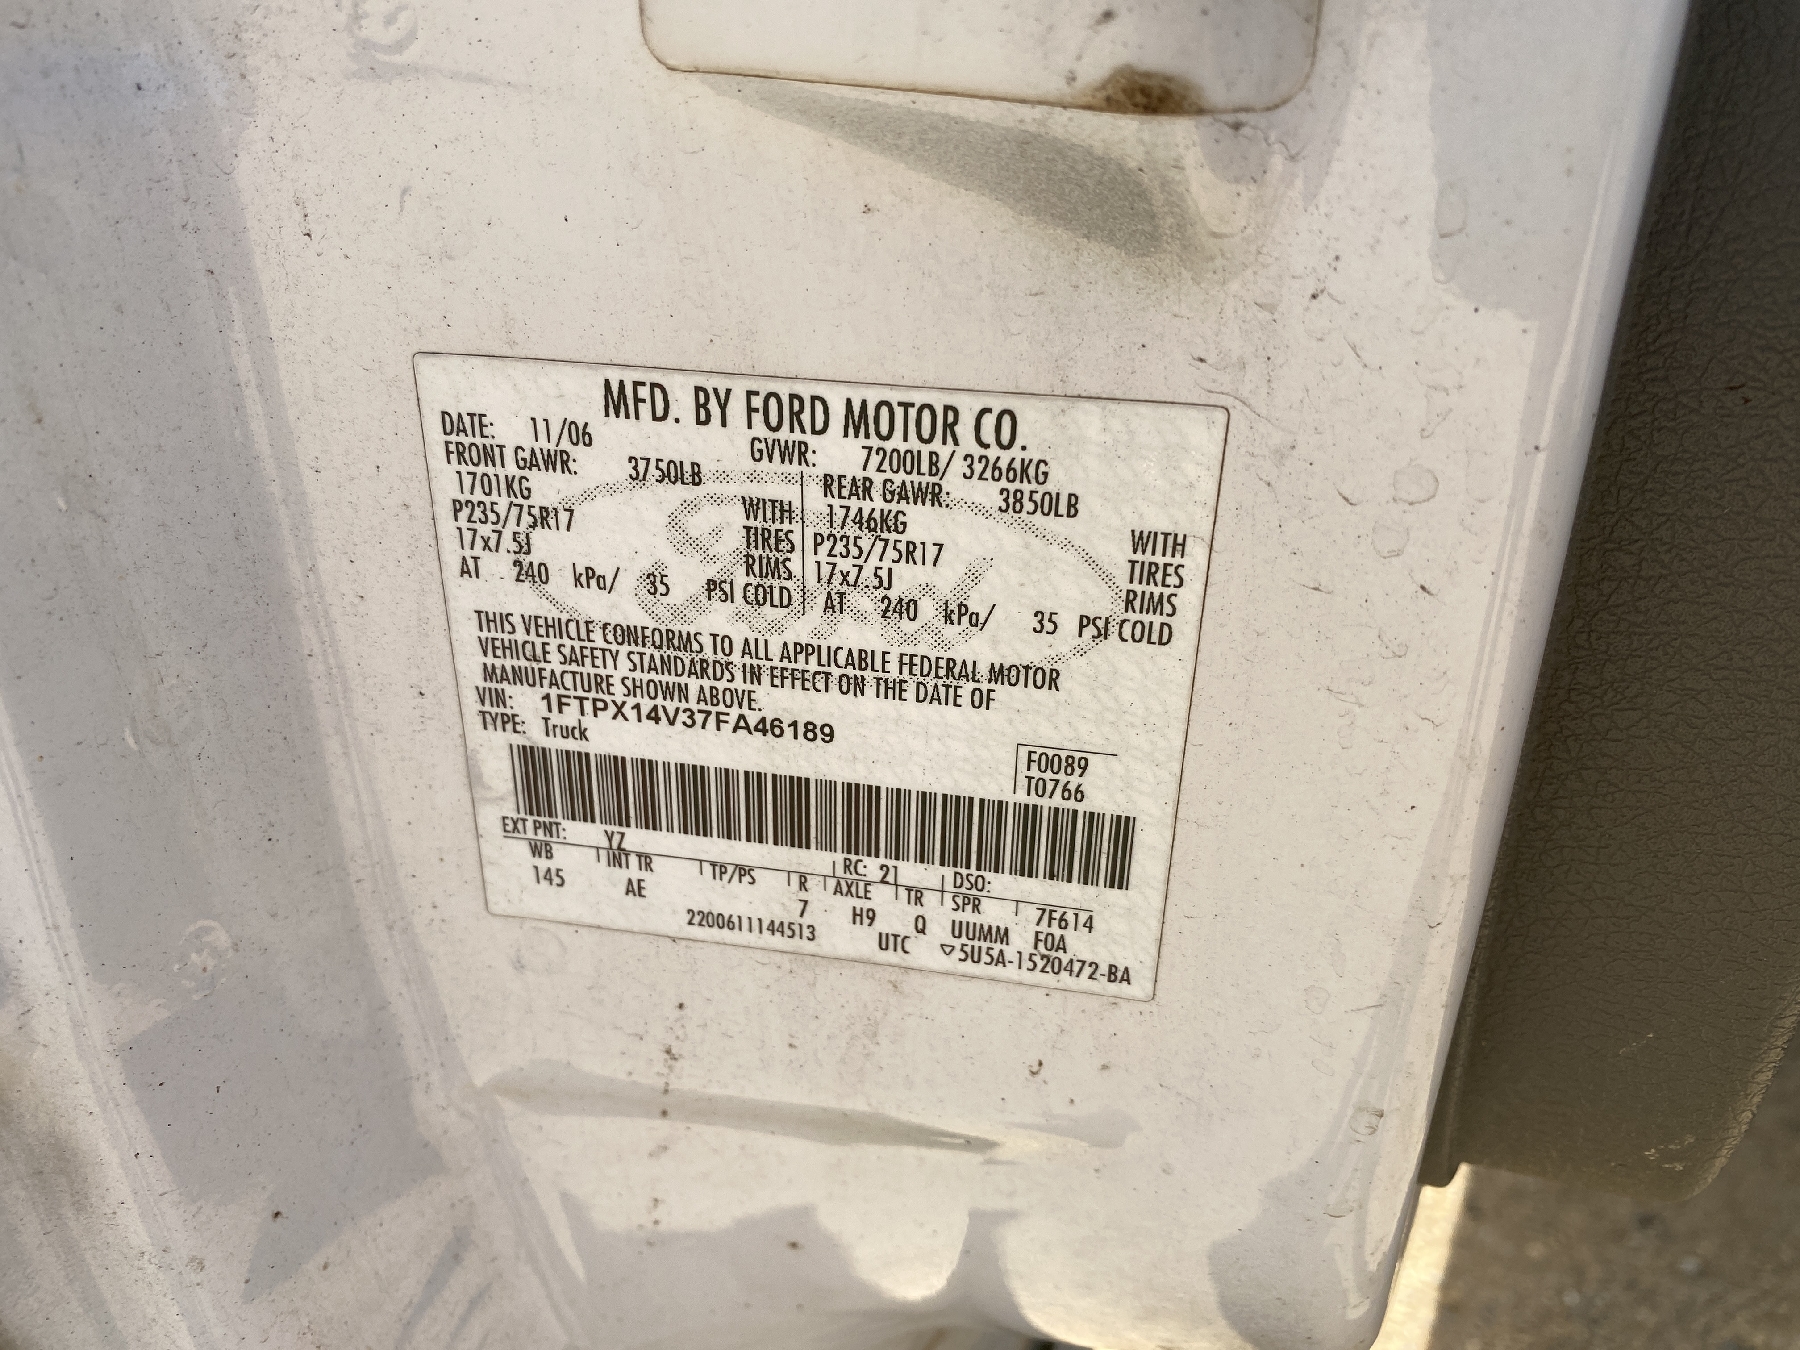 MFD. BY FORD MOTOR CO.
DATE: 11/06 GVWR: 7200LB/ 3266KG
FRONT GAWR: 3750LB REAR GAWR: 3850LB
1701KG WITH 1746KG WITH
P235/75R17 TIRES P235/75R17 TIRES
17x7.5J RIMS 17x7.5J RIMS
AT 240 kPa/ 35 PSI COLD AT 240 kPa/ 35 PSI COLD
THIS VEHICLE CONFORMS TO ALL APPLICABLE FEDERAL MOTOR
VEHICLE SAFETY STANDARDS IN EFFECT ON THE DATE OF
MANUFACTURE SHOWN ABOVE.
VIN: 1FTPX14V37FA46189
TYPE: Truck
F0089
T0766
EXT PNT: YZ RC: 21 DSO:
WB INT TR TP/PS R AXLE TR SPR 7F614
145 AE 7 H9 Q UUMM F0A
2200611144513 UTC ▽5U5A-1520472-BA